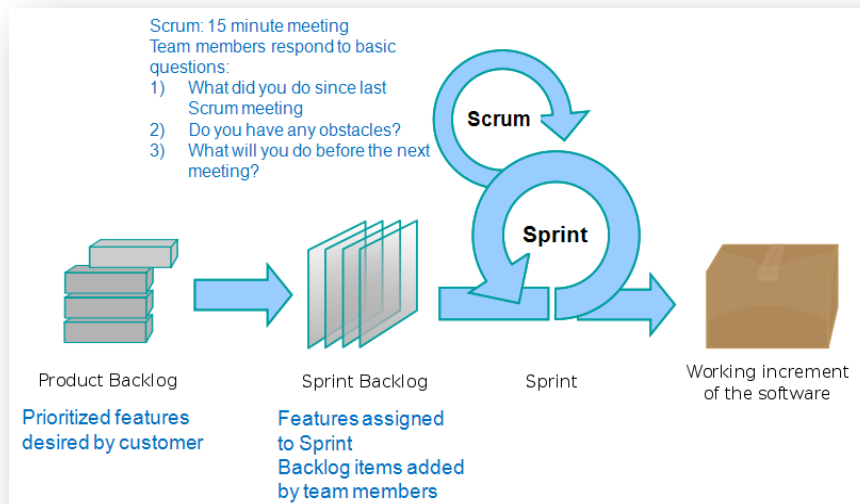 Scrum: 15 minute meeting
Team members respond to basic
questions:
1) What did you do since last
Scrum meeting
2) Do you have any obstacles?
3) What will you do before the next
meeting?
Scrum
Sprint
Product Backlog
Sprint Backlog
Sprint
Working increment
of the software
Prioritized features
desired by customer
Features assigned
to Sprint
Backlog items added
by team members